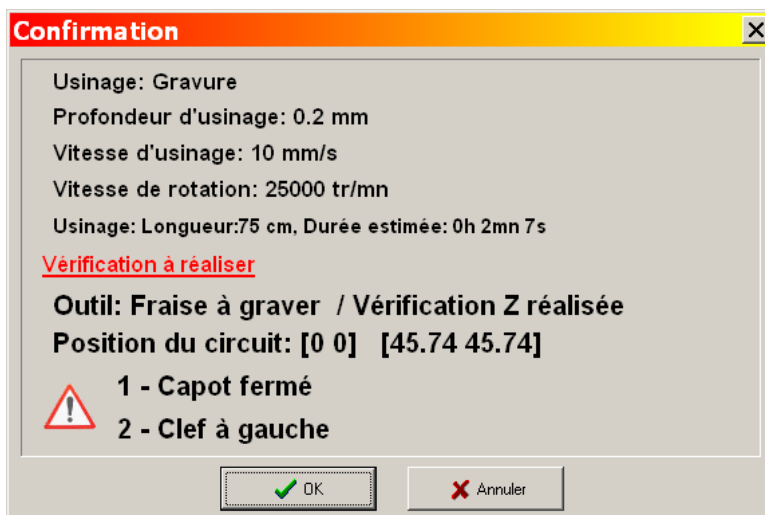 Confirmation
Usinage: Gravure
Profondeur d'usinage: 0.2 mm
Vitesse d'usinage: 10 mm/s
Vitesse de rotation: 25000 tr/mn
Usinage: Longueur:75 cm, Durée estimée: 0h 2mn 7s
Vérification à réaliser
Outil: Fraise à graver / Vérification Z réalisée
Position du circuit: [0 0] [45.74 45.74]
1 - Capot fermé
2 - Clef à gauche
OK Annuler